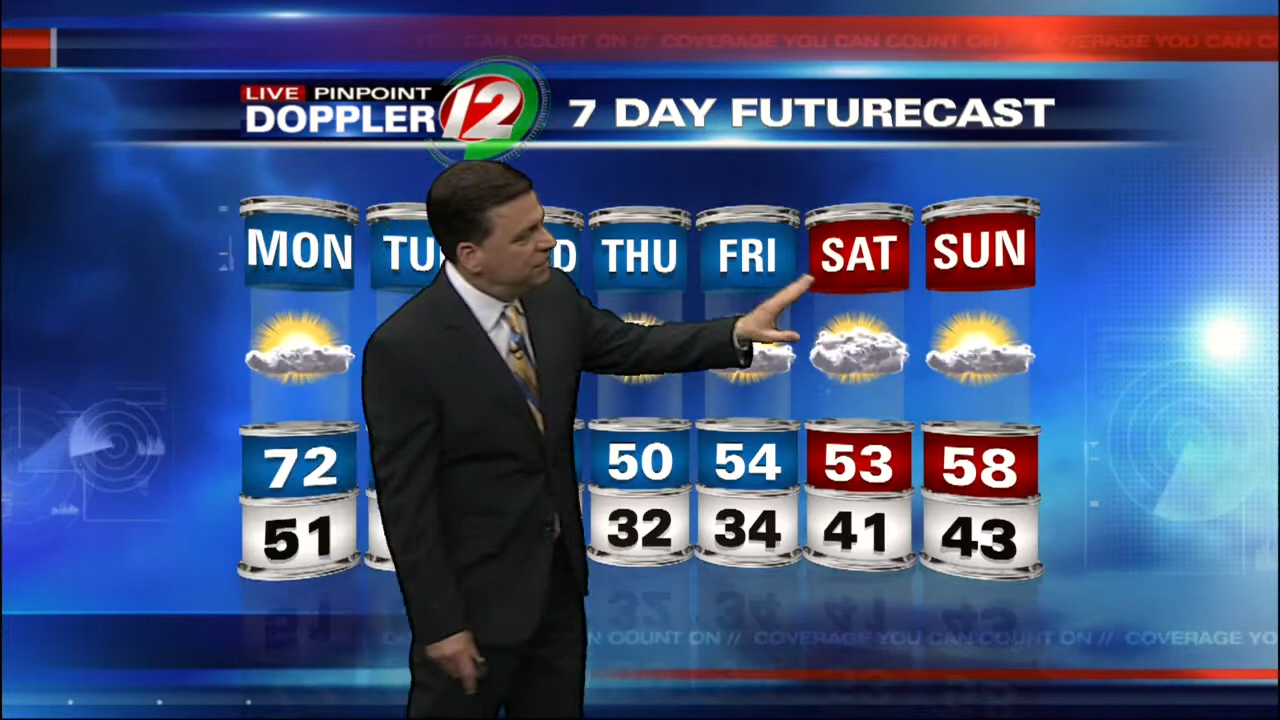 YOU CAN COUNT ON // COVERAGE YOU CAN COUNT ON // COVERAGE YOU CAN C
LIVE PINPOINT
DOPPLER 12
7 DAY FUTURECAST
MON TU D THU FRI SAT SUN
72 50 54 53 58
51 32 34 41 43
N COUNT ON // COVERAGE YOU CAN COUNT ON // COVERAGE YO